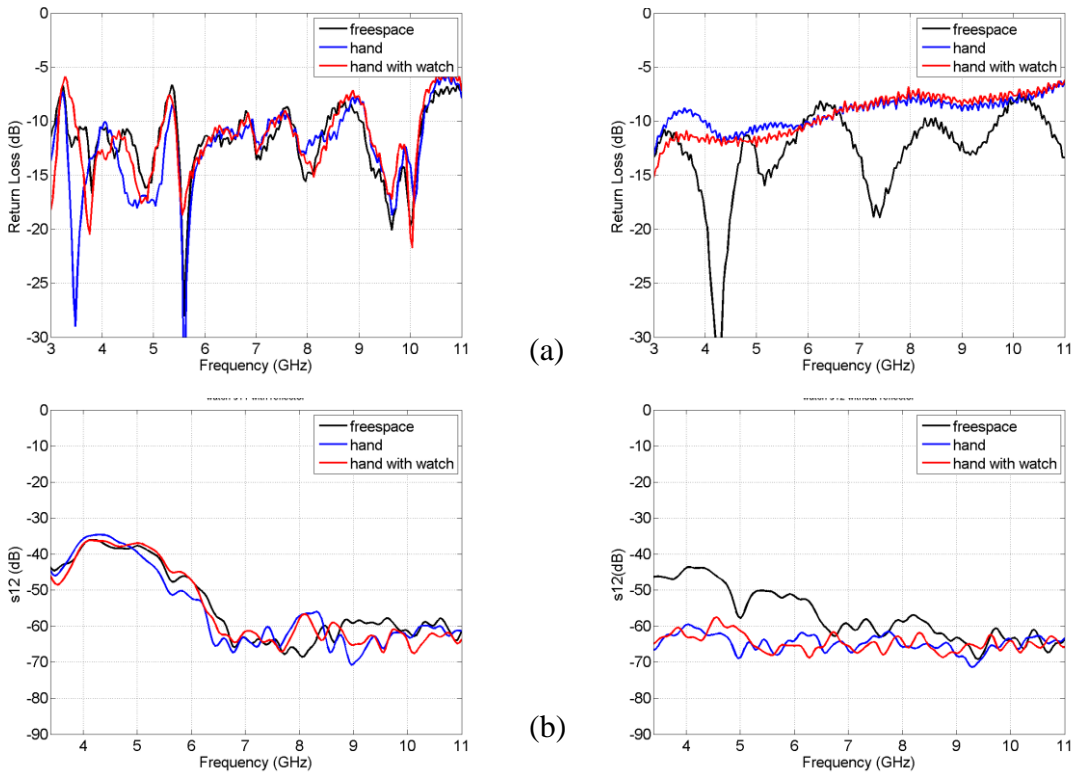 0
-5
-10
-15
-20
-25
-30
Return Loss (dB)
3 4 5 6 7 8 9 10 11
Frequency (GHz)
freespace
hand
hand with watch
(a)
0
-5
-10
-15
-20
-25
-30
Return Loss (dB)
3 4 5 6 7 8 9 10 11
Frequency (GHz)
freespace
hand
hand with watch
0
-10
-20
-30
-40
-50
-60
-70
-80
-90
s12 (dB)
4 5 6 7 8 9 10 11
Frequency (GHz)
freespace
hand
hand with watch
(b)
0
-10
-20
-30
-40
-50
-60
-70
-80
-90
s12(dB)
4 5 6 7 8 9 10 11
Frequency (GHz)
freespace
hand
hand with watch